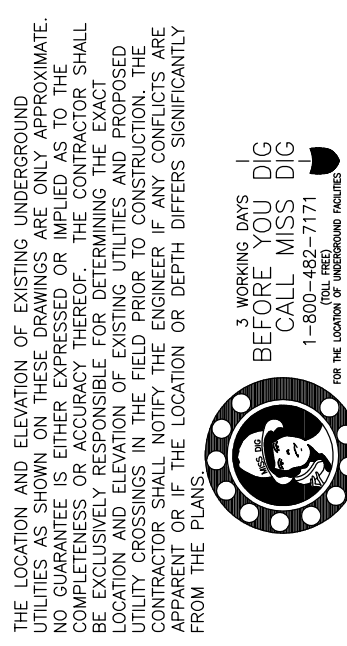 THE LOCATION AND ELEVATION OF EXISTING UNDERGROUND
UTILITIES AS SHOWN ON THESE DRAWINGS ARE ONLY APPROXIMATE.
NO GUARANTEE IS EITHER EXPRESSED OR IMPLIED AS TO THE
COMPLETENESS OR ACCURACY THEREOF. THE CONTRACTOR SHALL
BE EXCLUSIVELY RESPONSIBLE FOR DETERMINING THE EXACT
LOCATION AND ELEVATION OF EXISTING UTILITIES AND PROPOSED
UTILITY CROSSINGS IN THE FIELD PRIOR TO CONSTRUCTION. THE
CONTRACTOR SHALL NOTIFY THE ENGINEER IF ANY CONFLICTS ARE
APPARENT OR IF THE LOCATION OR DEPTH DIFFERS SIGNIFICANTLY
FROM THE PLANS.
MISS DIG
3 WORKING DAYS
BEFORE YOU DIG
CALL MISS DIG
1-800-482-7171
(TOLL FREE)
FOR THE LOCATION OF UNDERGROUND FACILITIES